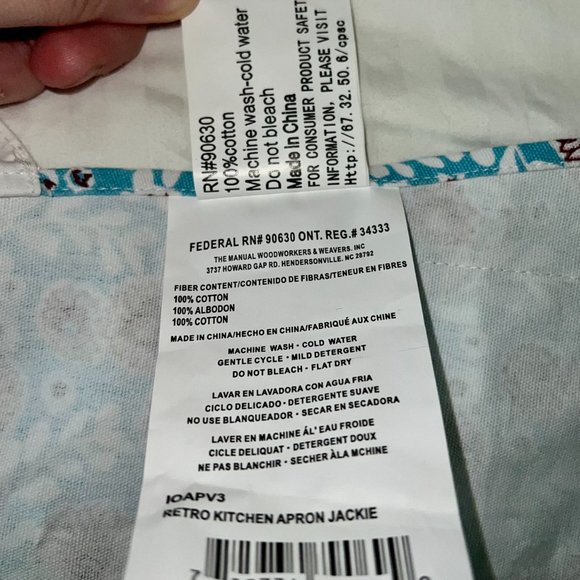 RN#90630
100%cotton
Machine wash-cold water
Do not bleach
Made In China
FOR CONSUMER PRODUCT SAFET
INFORMATION, PLEASE VISIT
Http://67.32.50.6/cpsc
FEDERAL RN# 90630 ONT. REG.# 34333
THE MANUAL WOODWORKERS & WEAVERS. INC
3737 HOWARD GAP RD. HENDERSONVILLE. NC 28792
FIBER CONTENT/CONTENIDO DE FIBRAS/TENEUR EN FIBRES
100% COTTON
100% ALBODON
100% COTTON
MADE IN CHINA/HECHO EN CHINA/FABRIQUÉ AUX CHINE
MACHINE WASH - COLD WATER
GENTLE CYCLE - MILD DETERGENT
DO NOT BLEACH - FLAT DRY
LAVAR EN LAVADORA CON AGUA FRIA
CICLO DELICADO - DETERGENTE SUAVE
NO USE BLANQUEADOR - SECAR EN SECADORA
LAVER EN MACHINE ÁL' EAU FROIDE
CICLE DELIQUAT - DETERGENT DOUX
NE PAS BLANCHIR - SECHER ÀLA MCHINE
IOAPV3
RETRO KITCHEN APRON JACKIE